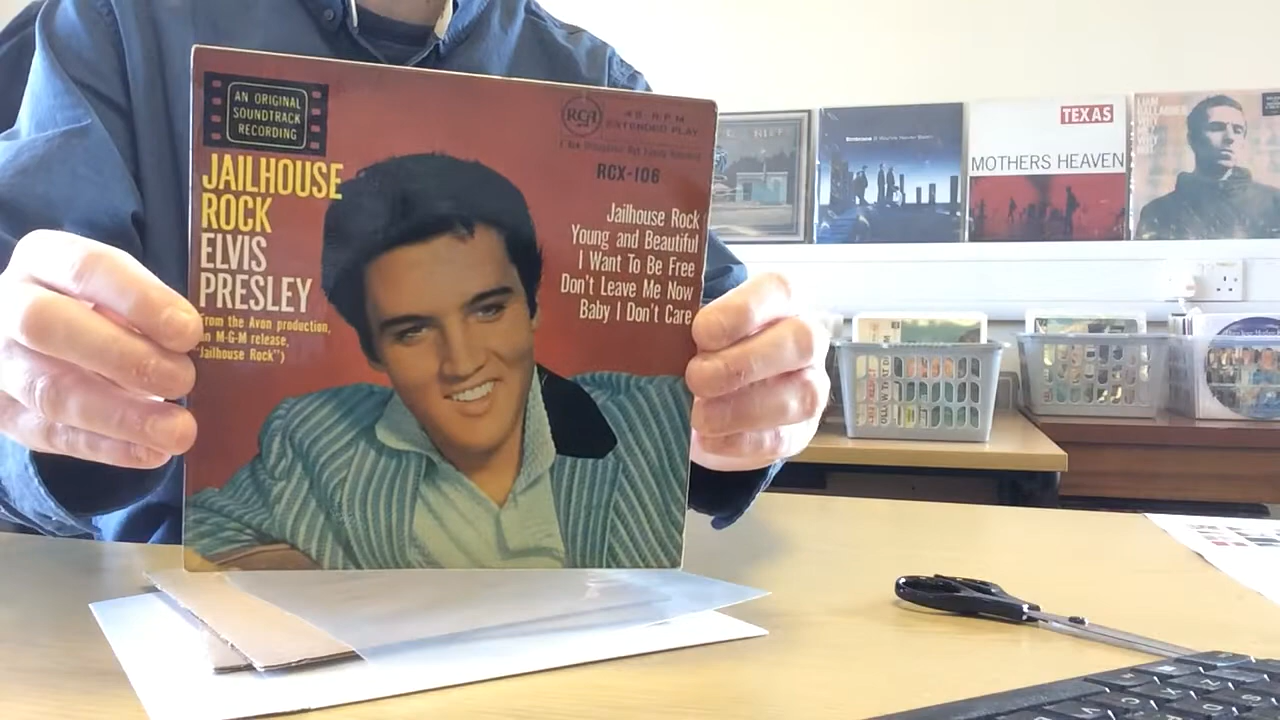 AN ORIGINAL
SOUNDTRACK
RECORDING
JAILHOUSE
ROCK
ELVIS
PRESLEY
from the Avon production,
an M-G-M release,
"Jailhouse Rock")
RCA
45 R.P.M
EXTENDED PLAY
RCX-106
Jailhouse Rock
Young and Beautiful
I Want To Be Free
Don't Leave Me Now
Baby I Don't Care
TEXAS
MOTHERS HEAVEN
LIAM
GALLAGHER